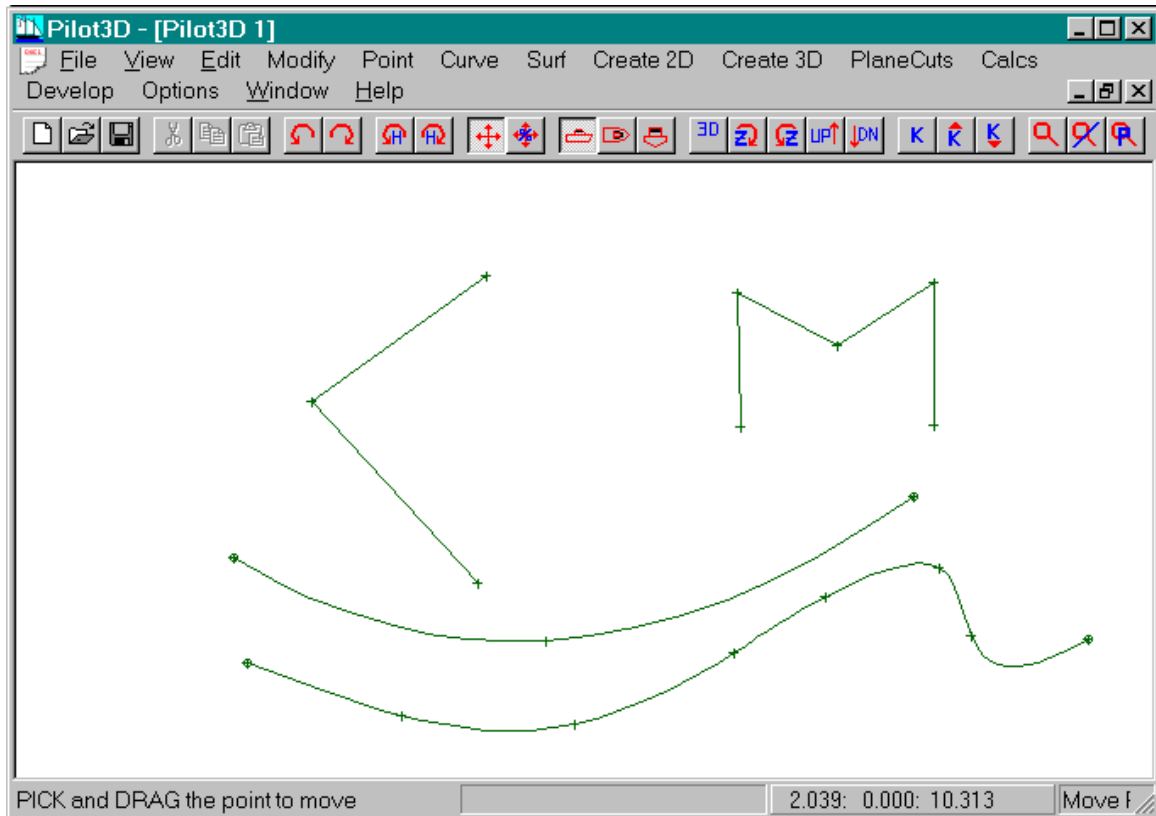 Pilot3D - [Pilot3D 1]
File View Edit Modify Point Curve Surf Create 2D Create 3D PlaneCuts Calcs
Develop Options Window Help
H H % 3D Z Z UP DN K K K P
PICK and DRAG the point to move 2.039: 0.000: 10.313 Move